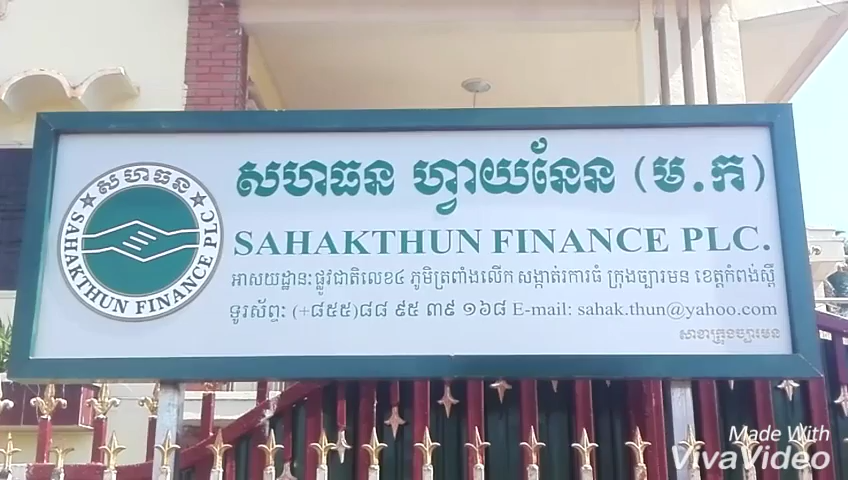 សហធន ហ្វាយនែន (ម.ក)
SAHAKTHUN FINANCE PLC.
អាសយដ្ឋាន: ផ្លូវជាតិលេខ៤ ភូមិត្រពាំងលើក សង្កាត់រការធំ ក្រុងច្បារមន ខេត្តកំពង់ស្ពឺ
ទូរស័ព្ទ: (+៨៥៥)៨៨ ៩៥ ៣៩ ១៦៨ E-mail: sahak.thun@yahoo.com
សាខាក្រុងច្បារមន
សហធន
SAHAKTHUN FINANCE PLC
Made With
VivaVideo